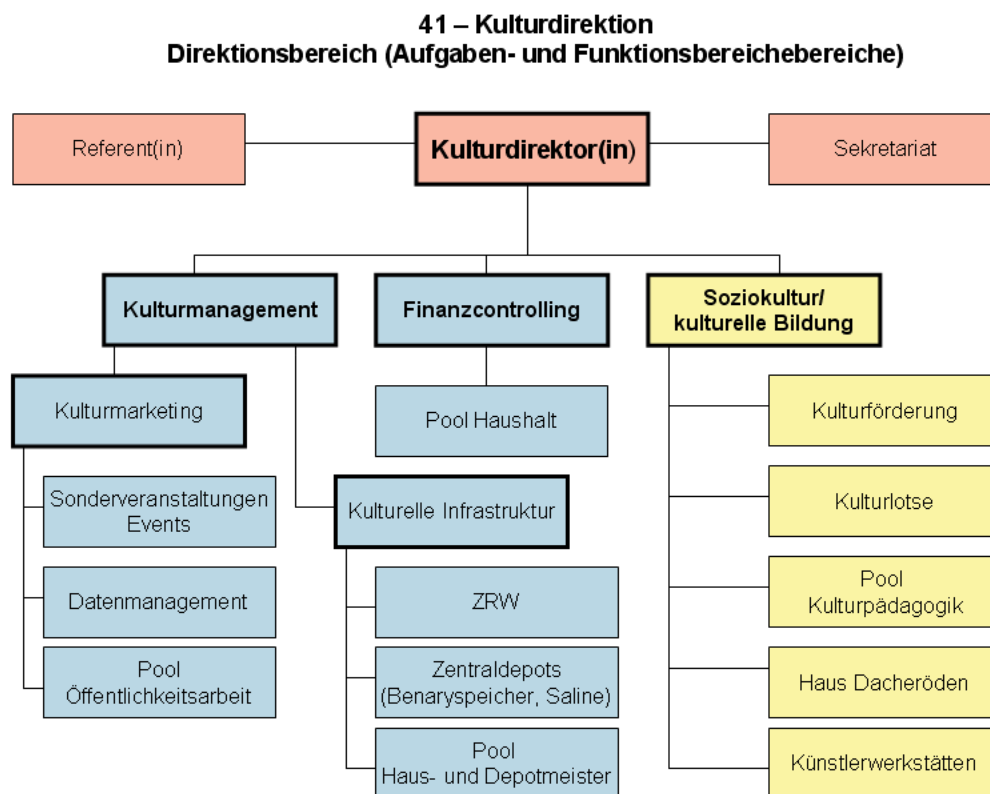 41 – Kulturdirektion
Direktionsbereich (Aufgaben- und Funktionsbereichebereiche)
Referent(in)
Kulturdirektor(in)
Sekretariat
Kulturmanagement
Finanzcontrolling
Soziokultur/
kulturelle Bildung
Kulturmarketing
Pool Haushalt
Kulturförderung
Sonderveranstaltungen
Events
Kulturelle Infrastruktur
Kulturlotse
Datenmanagement
ZRW
Pool
Kulturpädagogik
Pool
Öffentlichkeitsarbeit
Zentraldepots
(Benaryspeicher, Saline)
Haus Dacheröden
Pool
Haus- und Depotmeister
Künstlerwerkstätten